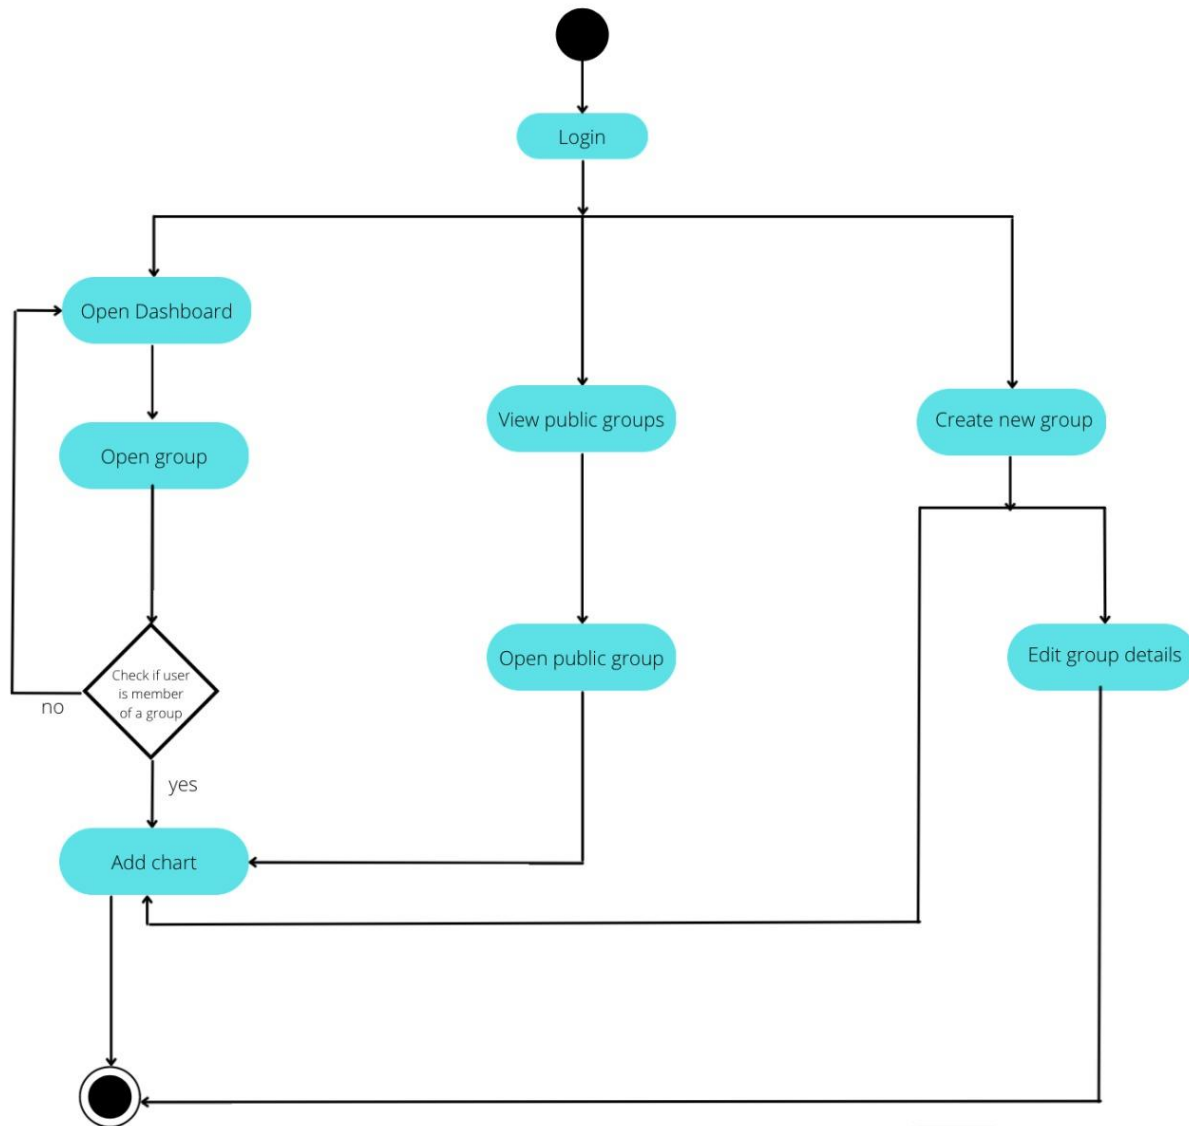 Login
Open Dashboard
View public groups
Create new group
Open group
Open public group
Edit group details
Check if user
is member
of a group
no
yes
Add chart